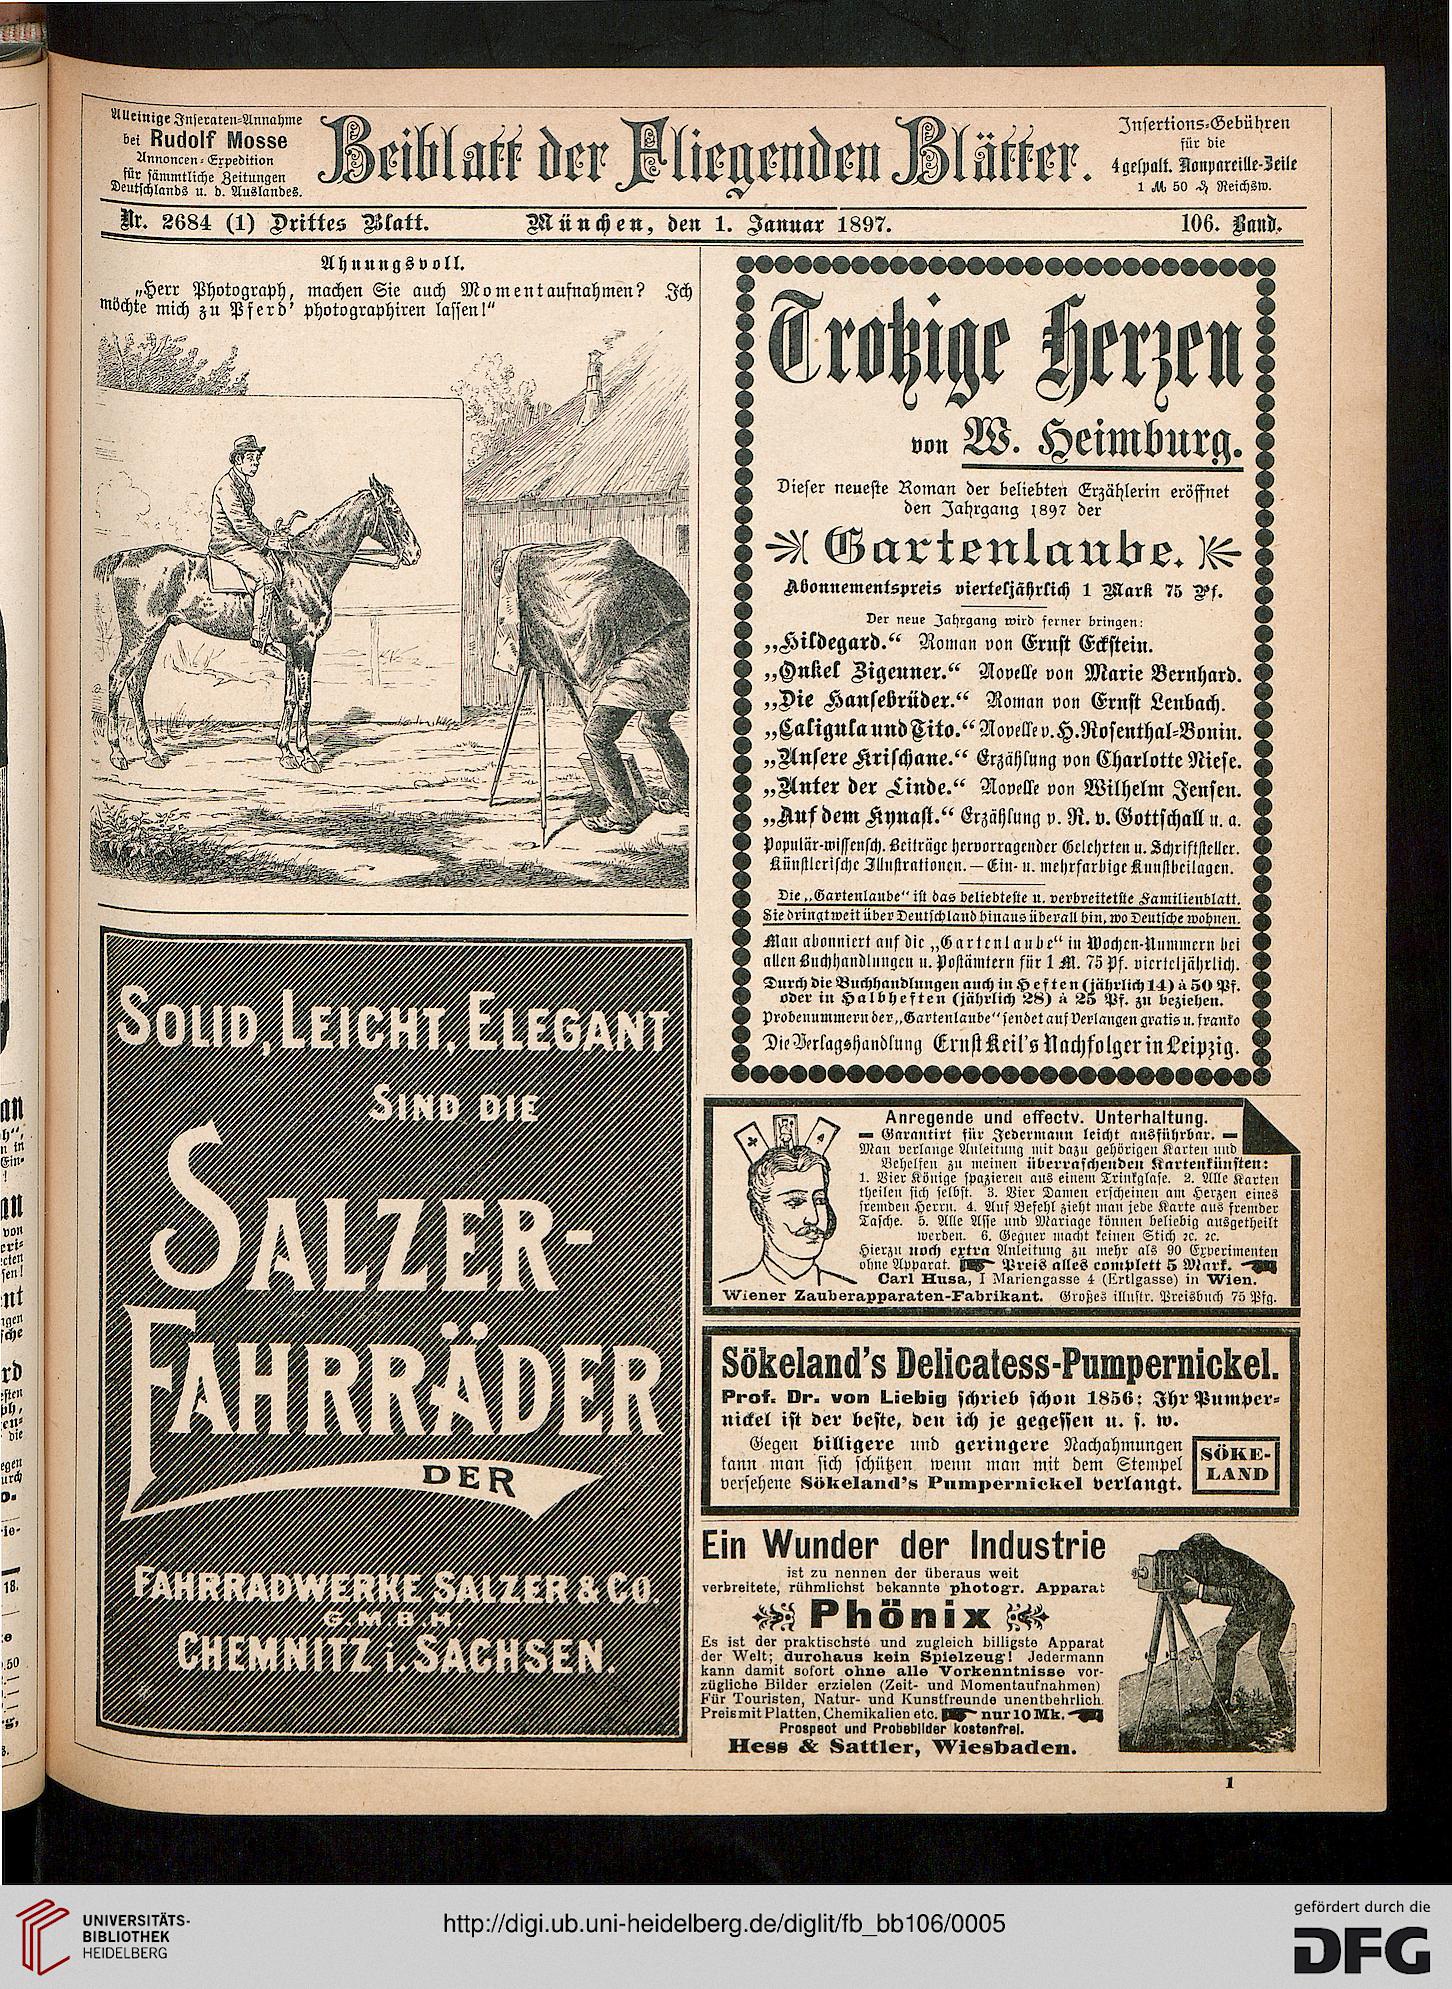 Alleinige Inseraten-Annahme
bei Rudolf Mosse
Annoncen-Expedition
für sämmtliche Zeitungen
Deutschlands u. d. Auslandes.
Beiblatt der Fliegenden Blätter.
Insertions-Gebühren
für die
4gespalt. Nonpareille-Zeile
1 ℳ 50 ₰ Reichsw.
Nr. 2684 (1) Drittes Blatt. München, den 1. Januar 1897. 106. Band.
Ahnungsvoll.
„Herr Photograph, machen Sie auch Momentaufnahmen? Ich
möchte mich zu Pferd' photographiren lassen!“
SOLID, LEICHT, ELEGANT
SIND DIE
SALZER-
FAHRRÄDER
DER
FAHRRADWERKE SALZER & CO.
G.M.B.H.
CHEMNITZ i. SACHSEN.
Trotzige Herzen
von W. Heimburg.
Dieser neueste Roman der beliebten Erzählerin eröffnet
den Jahrgang 1897 der
Gartenlaube.
Abonnementspreis vierteljährlich 1 Mark 75 Pf.
Der neue Jahrgang wird ferner bringen:
„Hildegard.“ Roman von Ernst Eckstein.
„Onkel Zigeuner.“ Novelle von Marie Bernhard.
„Die Hansebrüder.“ Roman von Ernst Lenbach.
„Caligula und Tito.“ Novelle v. H. Rosenthal-Bonin.
„Unsere Krischane.“ Erzählung von Charlotte Niese.
„Unter der Linde.“ Novelle von Wilhelm Jensen.
„Auf dem Kynast.“ Erzählung v. R. v. Gottschall u. a.
Populär-wissensch. Beiträge hervorragender Gelehrten u. Schriftsteller.
Künstlerische Illustrationen. — Ein- u. mehrfarbige Kunstbeilagen.
Die „Gartenlaube“ ist das beliebteste u. verbreitetste Familienblatt.
Sie dringt weit über Deutschland hinaus überall hin, wo Deutsche wohnen.
Man abonniert auf die „Gartenlaube“ in Wochen-Nummern bei
allen Buchhandlungen u. Postämtern für 1 M. 75 Pf. vierteljährlich.
Durch die Buchhandlungen auch in Heften (jährlich 14) à 50 Pf.
oder in Halbheften (jährlich 28) à 25 Pf. zu beziehen.
Probenummern der „Gartenlaube“ sendet auf Verlangen gratis u. franko
Die Verlagshandlung Ernst Keil's Nachfolger in Leipzig.
Anregende und effectv. Unterhaltung.
Garantirt für Jedermann leicht ausführbar.
Man verlange Anleitung mit dazu gehörigen Karten und
Behelfen zu meinen überraschenden Kartenkünsten:
1. Vier Könige spazieren aus einem Trinkglase. 2. Alle Karten
theilen sich selbst. 3. Vier Damen erscheinen am Herzen eines
fremden Herrn. 4. Auf Befehl zieht man jede Karte aus fremder
Tasche. 5. Alle Asse und Mariage können beliebig ausgetheilt
werden. 6. Gegner macht keinen Stich ꝛc. ꝛc.
Hierzu noch extra Anleitung zu mehr als 90 Experimenten
ohne Apparat. Preis alles complett 5 Mark.
Carl Husa, I Mariengasse 4 (Ertlgasse) in Wien.
Wiener Zauberapparaten-Fabrikant. Großes illustr. Preisbuch 75 Pfg.
Sökeland's Delicatess-Pumpernickel.
Prof. Dr. von Liebig schrieb schon 1856: Ihr Pumper-
nickel ist der beste, den ich je gegessen u. s. w.
Gegen billigere und geringere Nachahmungen
kann man sich schützen wenn man mit dem Stempel
versehene Sökeland's Pumpernickel verlangt.
SÖKE-
LAND
Ein Wunder der Industrie
ist zu nennen der überaus weit
verbreitete, rühmlichst bekannte photogr. Apparat
Phönix
Es ist der praktischste und zugleich billigste Apparat
der Welt; durchaus kein Spielzeug! Jedermann
kann damit sofort ohne alle Vorkenntnisse vor-
zügliche Bilder erzielen (Zeit- und Momentaufnahmen)
Für Touristen, Natur- und Kunstfreunde unentbehrlich.
Preis mit Platten, Chemikalien etc. nur 10 Mk.
Prospect und Probebilder kostenfrei.
Hess & Sattler, Wiesbaden.
1
UNIVERSITÄTS-
BIBLIOTHEK
HEIDELBERG
http://digi.ub.uni-heidelberg.de/diglit/fb_bb106/0005
gefördert durch die
DFG